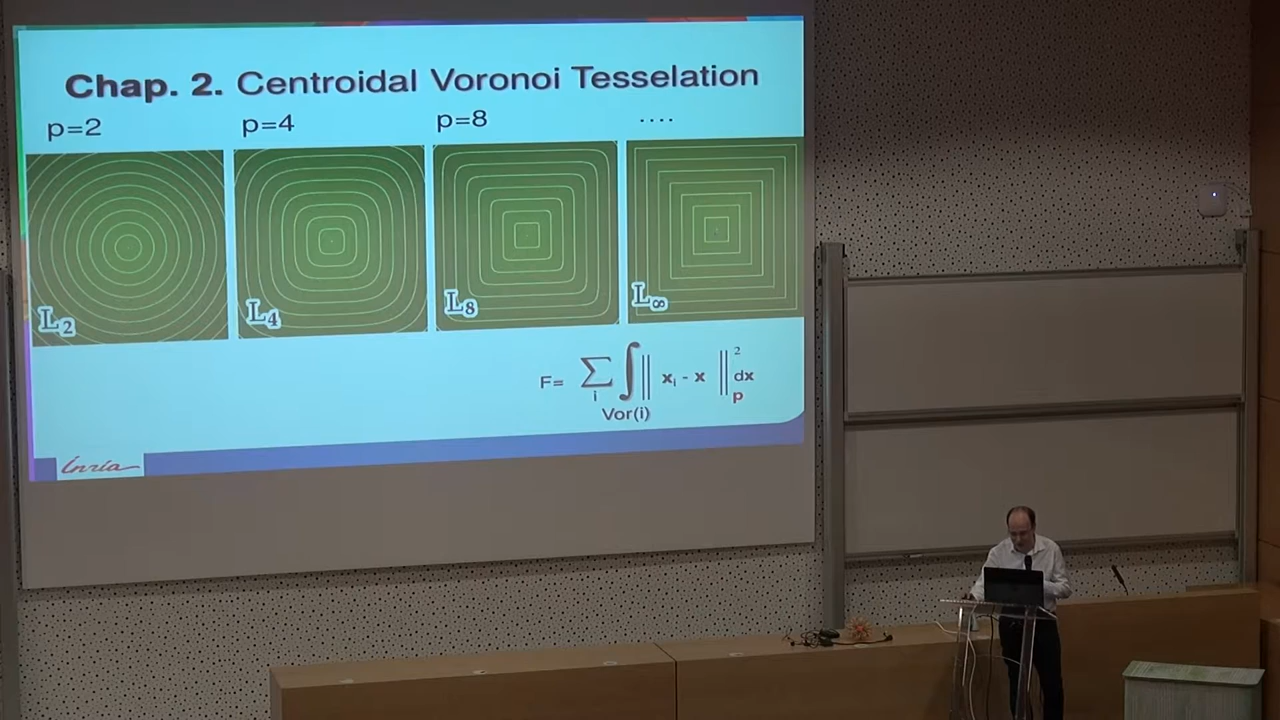 Chap. 2. Centroidal Voronoi Tesselation
p=2 p=4 p=8 ....
L₂ L₄ L₈ L∞
F= ∑ ∫ || xᵢ - x ||² dx
i Vor(i) p
Inria